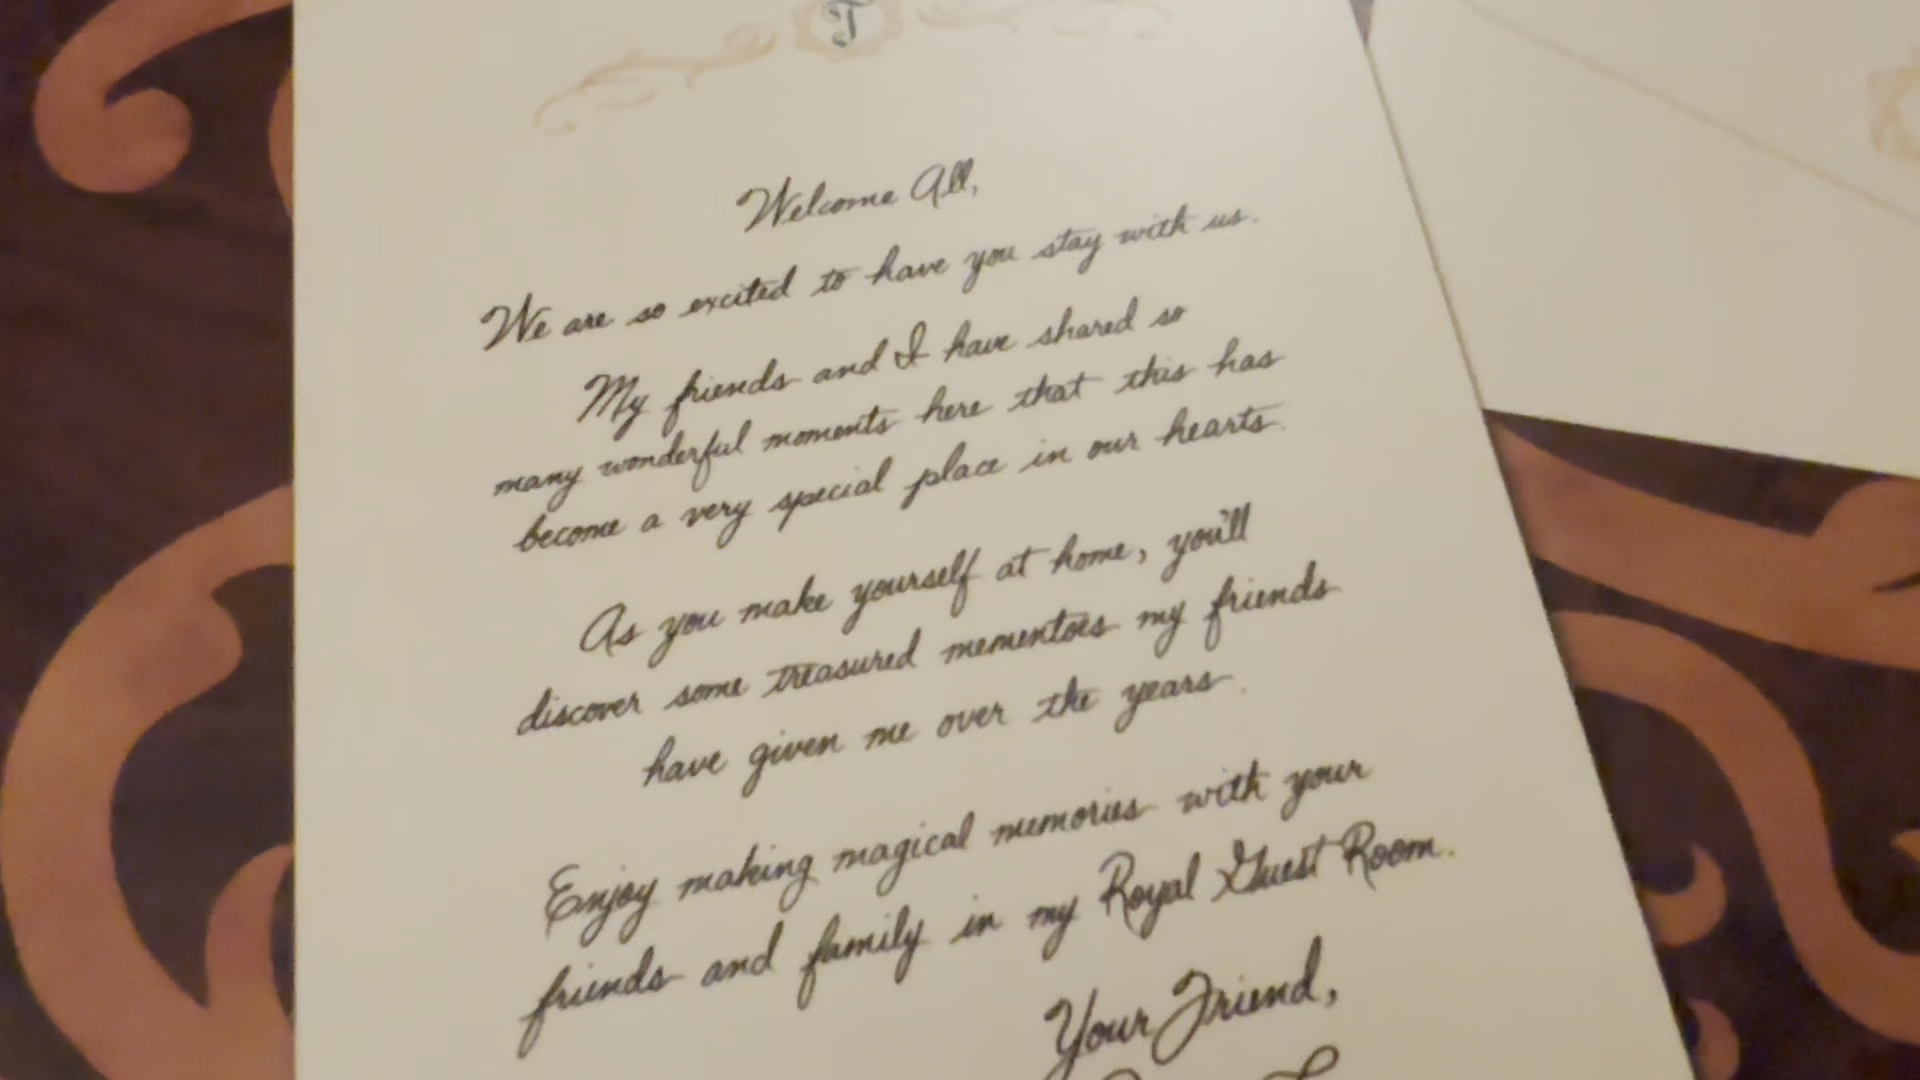 T
Welcome All,
We are so excited to have you stay with us.
My friends and I have shared so
many wonderful moments here that this has
become a very special place in our hearts.
As you make yourself at home, you'll
discover some treasured mementoes my friends
have given me over the years.
Enjoy making magical memories with your
friends and family in my Royal Guest Room.
Your Friend,